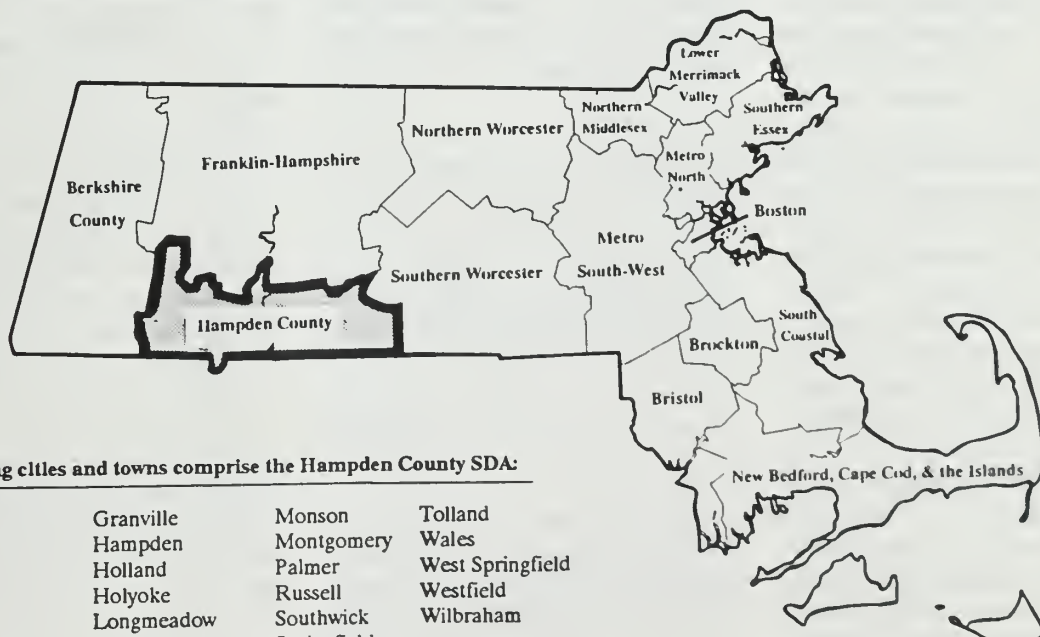 Lower
Merrimack
Valley
Northern
Middlesex
Southern
Essex
Northern Worcester
Metro
North
Franklin-Hampshire
Berkshire
County
Boston
Metro
South-West
Southern Worcester
Hampden County
South
Coastal
Brockton
Bristol
New Bedford, Cape Cod, & the Islands
cities and towns comprise the Hampden County SDA:
Granville Monson Tolland
Hampden Montgomery Wales
Holland Palmer West Springfield
Holyoke Russell Westfield
Longmeadow Southwick Wilbraham